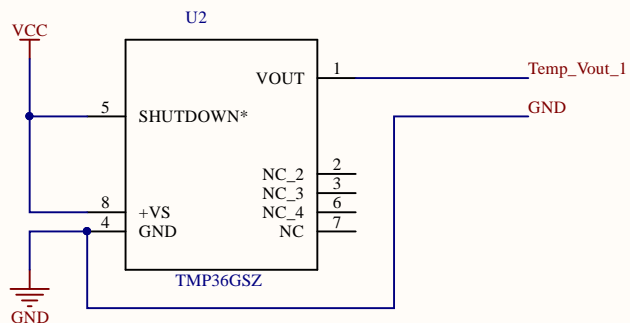 U2
VCC
1
VOUT
Temp_Vout_1
5
SHUTDOWN*
GND
2
NC_2
3
NC_3
8
+VS
6
NC_4
4
GND
7
NC
TMP36GSZ
GND